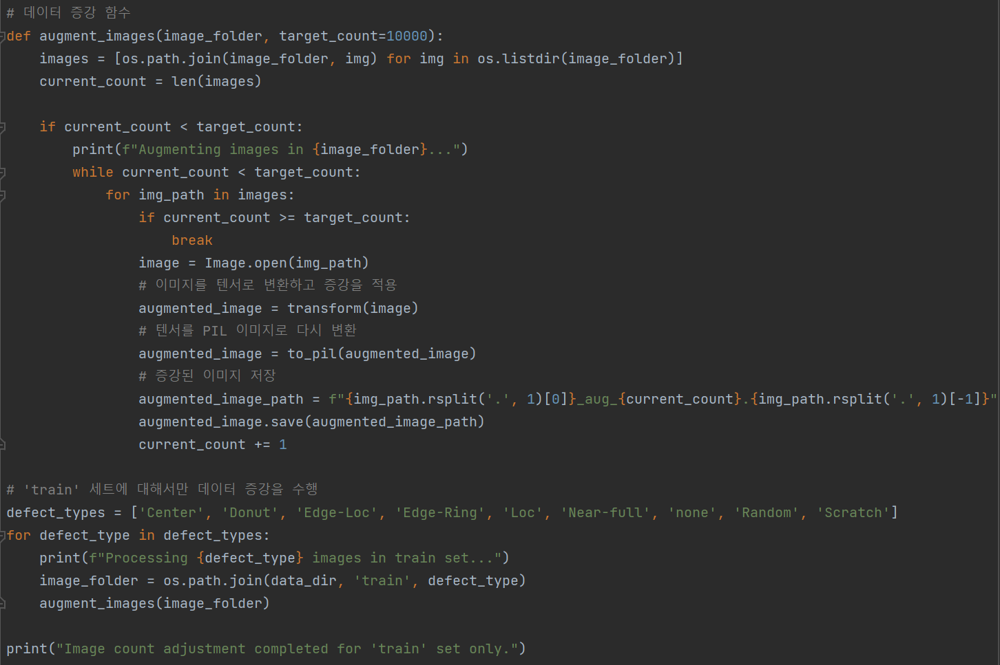 # 데이터 증강 함수
def augment_images(image_folder, target_count=10000):
    images = [os.path.join(image_folder, img) for img in os.listdir(image_folder)]
    current_count = len(images)

    if current_count < target_count:
        print(f"Augmenting images in {image_folder}...")
        while current_count < target_count:
            for img_path in images:
                if current_count >= target_count:
                    break
                image = Image.open(img_path)
                # 이미지를 텐서로 변환하고 증강을 적용
                augmented_image = transform(image)
                # 텐서를 PIL 이미지로 다시 변환
                augmented_image = to_pil(augmented_image)
                # 증강된 이미지 저장
                augmented_image_path = f"{img_path.rsplit('.', 1)[0]}_aug_{current_count}.{img_path.rsplit('.', 1)[-1]}"
                augmented_image.save(augmented_image_path)
                current_count += 1

# 'train' 세트에 대해서만 데이터 증강을 수행
defect_types = ['Center', 'Donut', 'Edge-Loc', 'Edge-Ring', 'Loc', 'Near-full', 'none', 'Random', 'Scratch']
for defect_type in defect_types:
    print(f"Processing {defect_type} images in train set...")
    image_folder = os.path.join(data_dir, 'train', defect_type)
    augment_images(image_folder)

print("Image count adjustment completed for 'train' set only.")